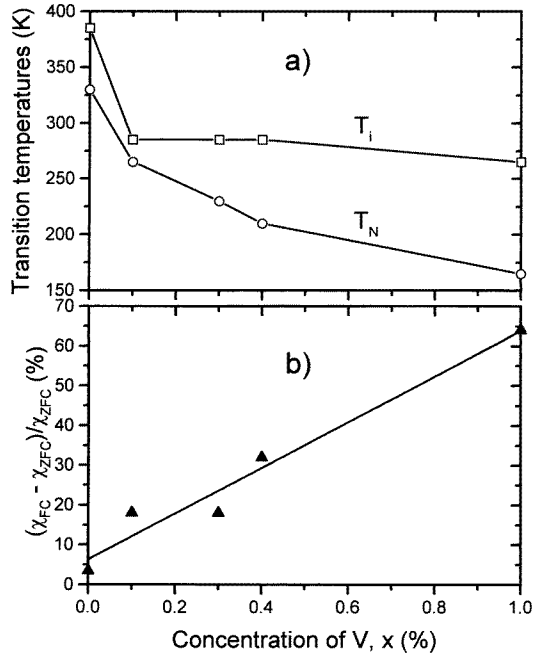 400
350
300
250
200
150
Transition temperatures (K)
a)
T_i
T_N
70
60
50
40
30
20
10
0
(χ_FC - χ_ZFC)/χ_ZFC (%)
b)
0.0 0.2 0.4 0.6 0.8 1.0
Concentration of V, x (%)